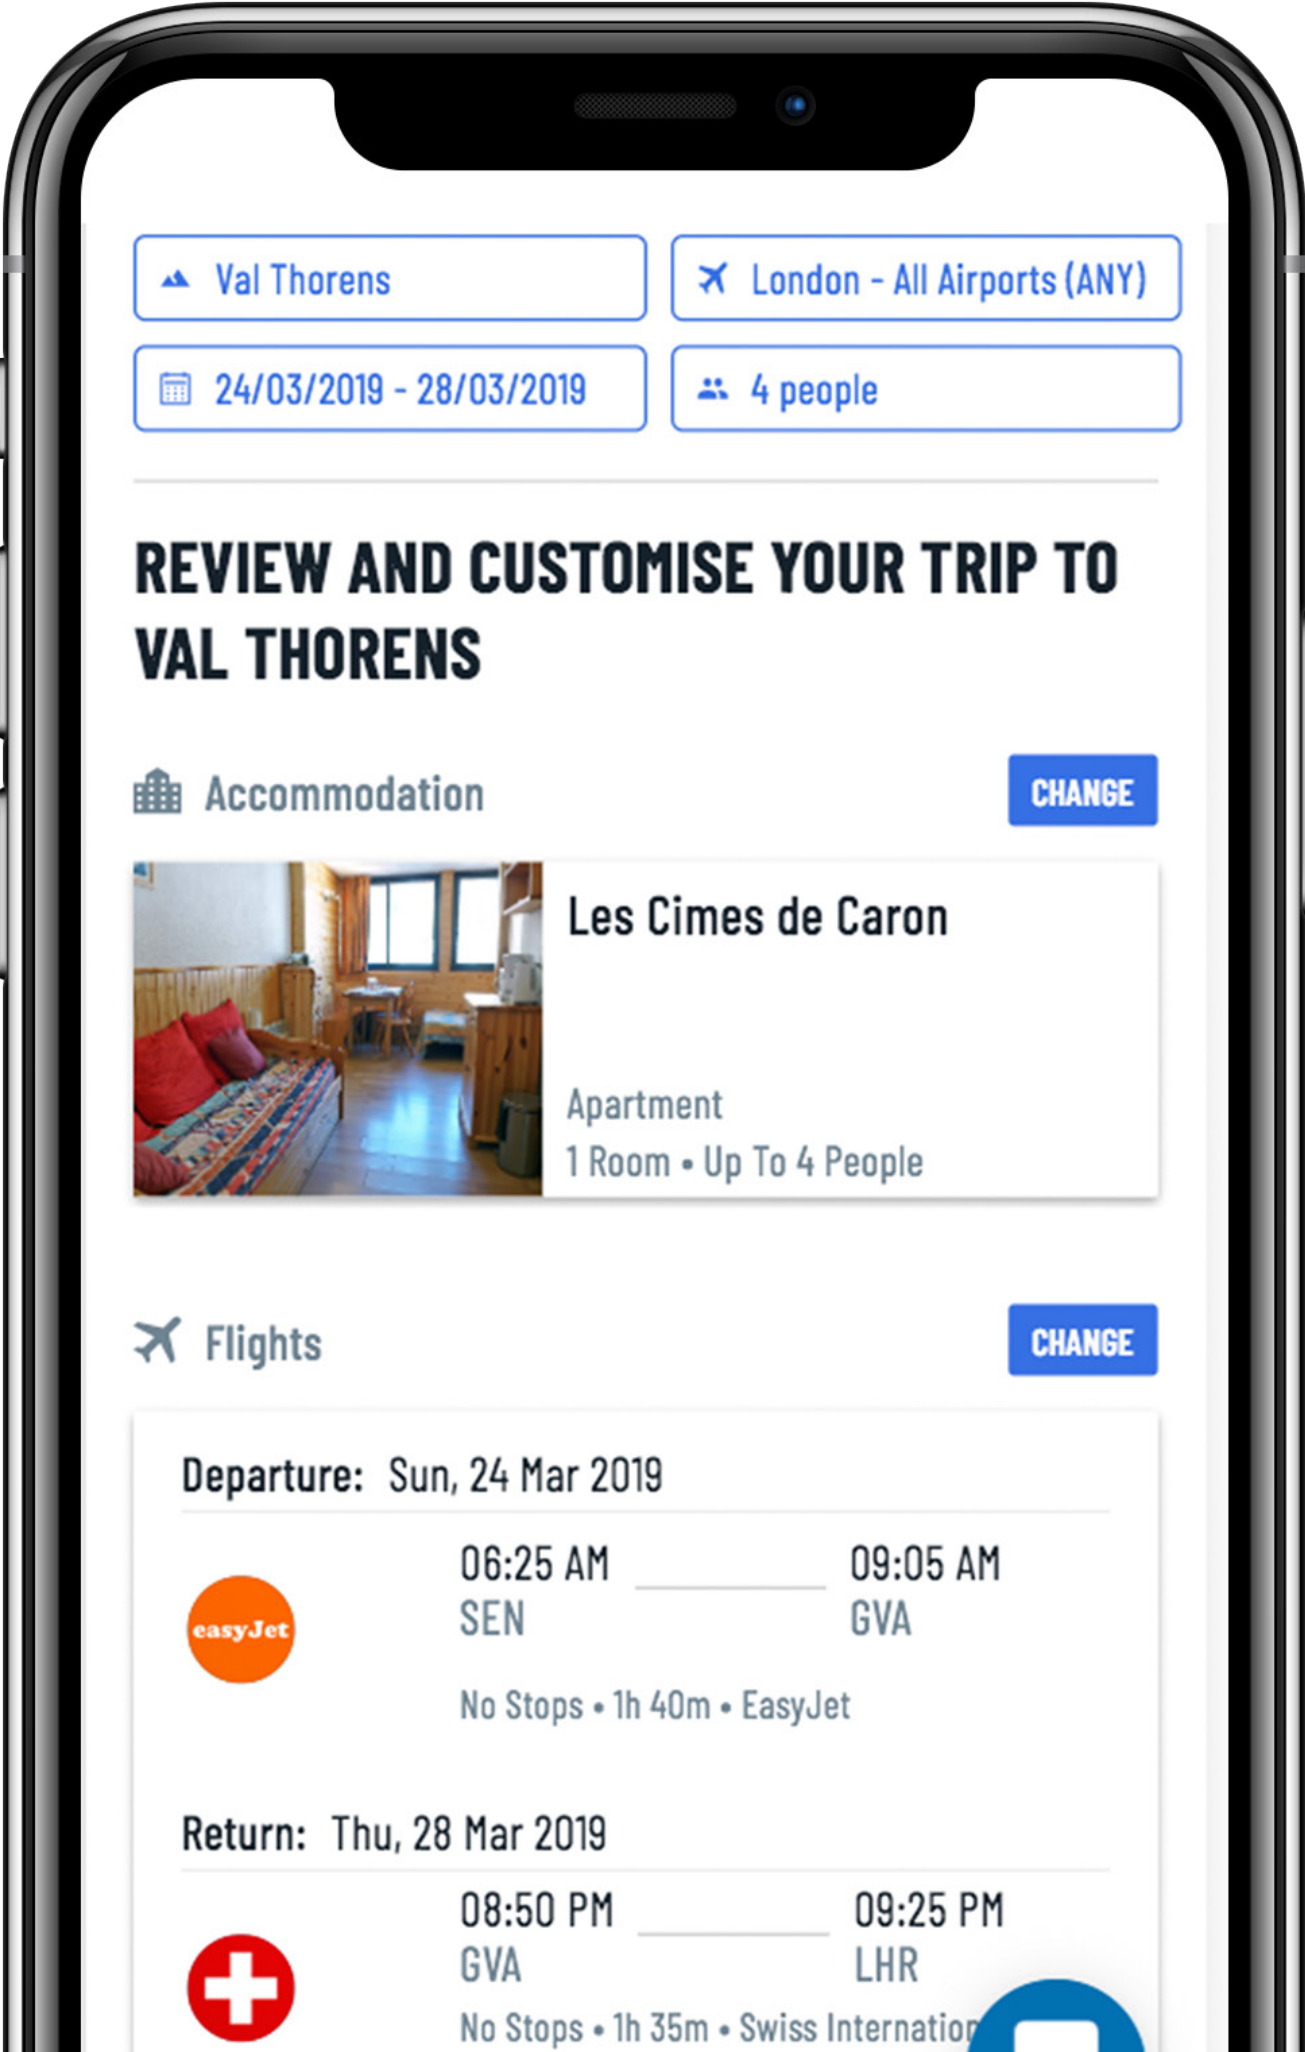 Val Thorens
London - All Airports (ANY)
24/03/2019 - 28/03/2019
4 people
REVIEW AND CUSTOMISE YOUR TRIP TO
VAL THORENS
Accommodation
CHANGE
Les Cimes de Caron
Apartment
1 Room • Up To 4 People
Flights
CHANGE
Departure: Sun, 24 Mar 2019
06:25 AM
09:05 AM
SEN
GVA
easyJet
No Stops • 1h 40m • EasyJet
Return: Thu, 28 Mar 2019
08:50 PM
09:25 PM
GVA
LHR
No Stops • 1h 35m • Swiss